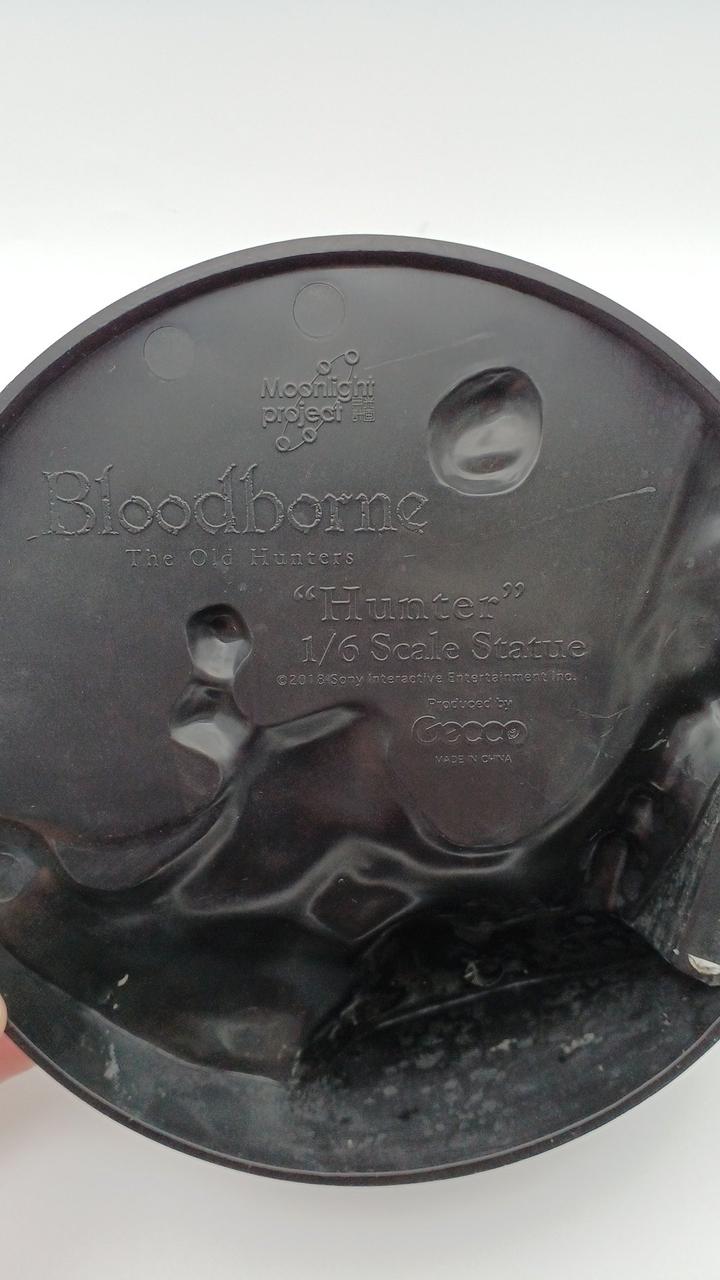 Moonlight
project
Bloodborne
The Old Hunters
“Hunter”
1/6 Scale Statue
©2018 Sony Interactive Entertainment Inc.
Produced by
Gecco
MADE IN CHINA